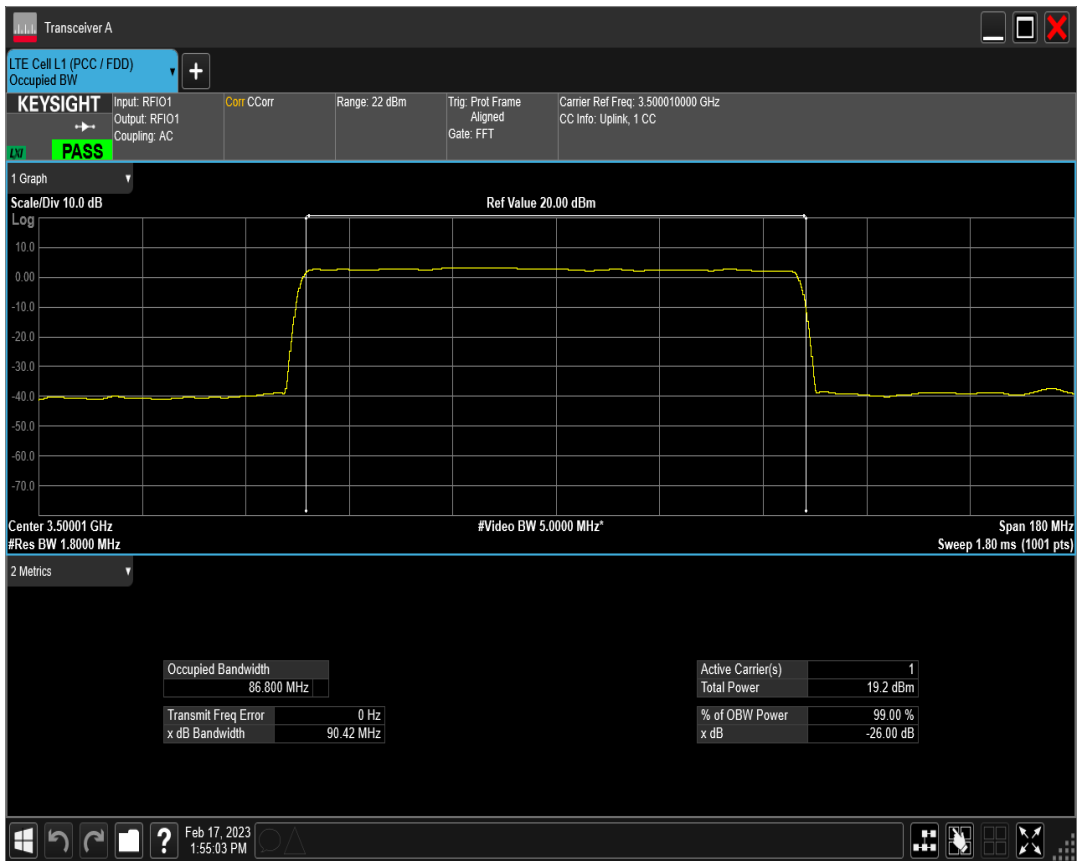 Transceiver A
LTE Cell L1 (PCC / FDD)
Occupied BW
KEYSIGHT
LXI
PASS
Input: RFIO1
Output: RFIO1
Coupling: AC
Corr CCorr
Range: 22 dBm
Trig: Prot Frame
Aligned
Gate: FFT
Carrier Ref Freq: 3.500010000 GHz
CC Info: Uplink, 1 CC
1 Graph
Scale/Div 10.0 dB
Ref Value 20.00 dBm
Log
10.0
0.00
-10.0
-20.0
-30.0
-40.0
-50.0
-60.0
-70.0
Center 3.50001 GHz
#Video BW 5.0000 MHz*
Span 180 MHz
#Res BW 1.8000 MHz
Sweep 1.80 ms (1001 pts)
2 Metrics
Occupied Bandwidth
86.800 MHz
Transmit Freq Error 0 Hz
x dB Bandwidth 90.42 MHz
Active Carrier(s) 1
Total Power 19.2 dBm
% of OBW Power 99.00 %
x dB -26.00 dB
Feb 17, 2023
1:55:03 PM